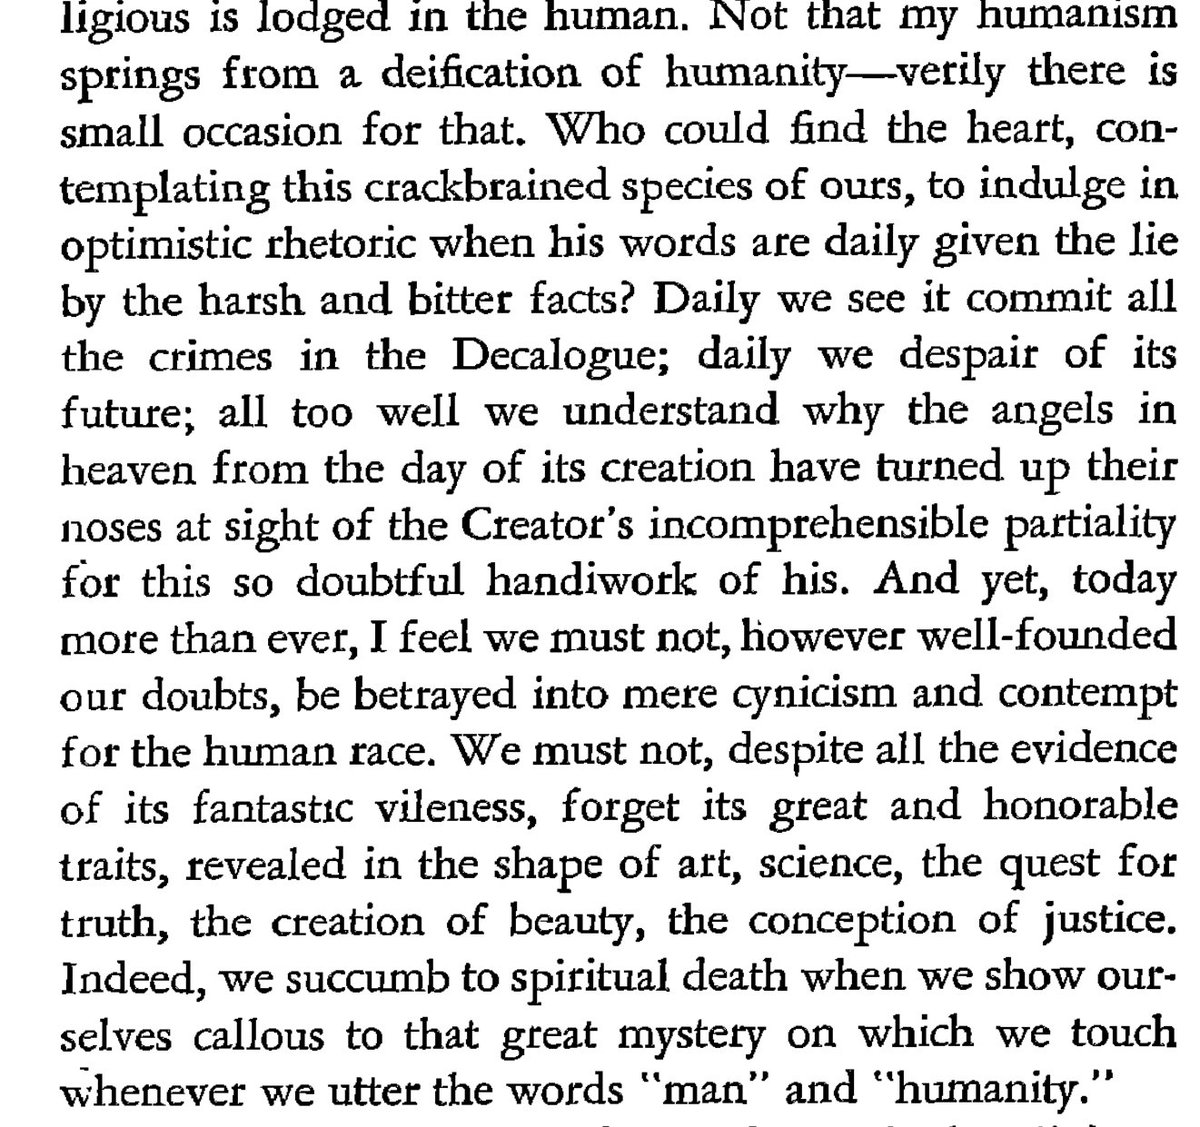 ligious is lodged in the human. Not that my humanism
springs from a deification of humanity—verily there is
small occasion for that. Who could find the heart, con-
templating this crackbrained species of ours, to indulge in
optimistic rhetoric when his words are daily given the lie
by the harsh and bitter facts? Daily we see it commit all
the crimes in the Decalogue; daily we despair of its
future; all too well we understand why the angels in
heaven from the day of its creation have turned up their
noses at sight of the Creator's incomprehensible partiality
for this so doubtful handiwork of his. And yet, today
more than ever, I feel we must not, however well-founded
our doubts, be betrayed into mere cynicism and contempt
for the human race. We must not, despite all the evidence
of its fantastic vileness, forget its great and honorable
traits, revealed in the shape of art, science, the quest for
truth, the creation of beauty, the conception of justice.
Indeed, we succumb to spiritual death when we show our-
selves callous to that great mystery on which we touch
whenever we utter the words "man" and "humanity."